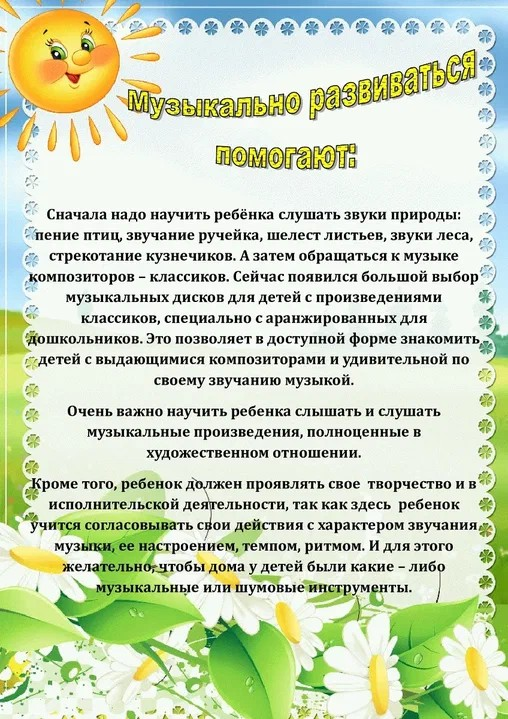 Музыкально развиваться
помогают:
Сначала надо научить ребёнка слушать звуки природы:
пение птиц, звучание ручейка, шелест листьев, звуки леса,
стрекотание кузнечиков. А затем обращаться к музыке
композиторов – классиков. Сейчас появился большой выбор
музыкальных дисков для детей с произведениями
классиков, специально с аранжированных для
дошкольников. Это позволяет в доступной форме знакомить
детей с выдающимися композиторами и удивительной по
своему звучанию музыкой.
Очень важно научить ребенка слышать и слушать
музыкальные произведения, полноценные в
художественном отношении.
Кроме того, ребенок должен проявлять свое творчество и в
исполнительской деятельности, так как здесь ребенок
учится согласовывать свои действия с характером звучания
музыки, ее настроением, темпом, ритмом. И для этого
желательно, чтобы дома у детей были какие – либо
музыкальные или шумовые инструменты.